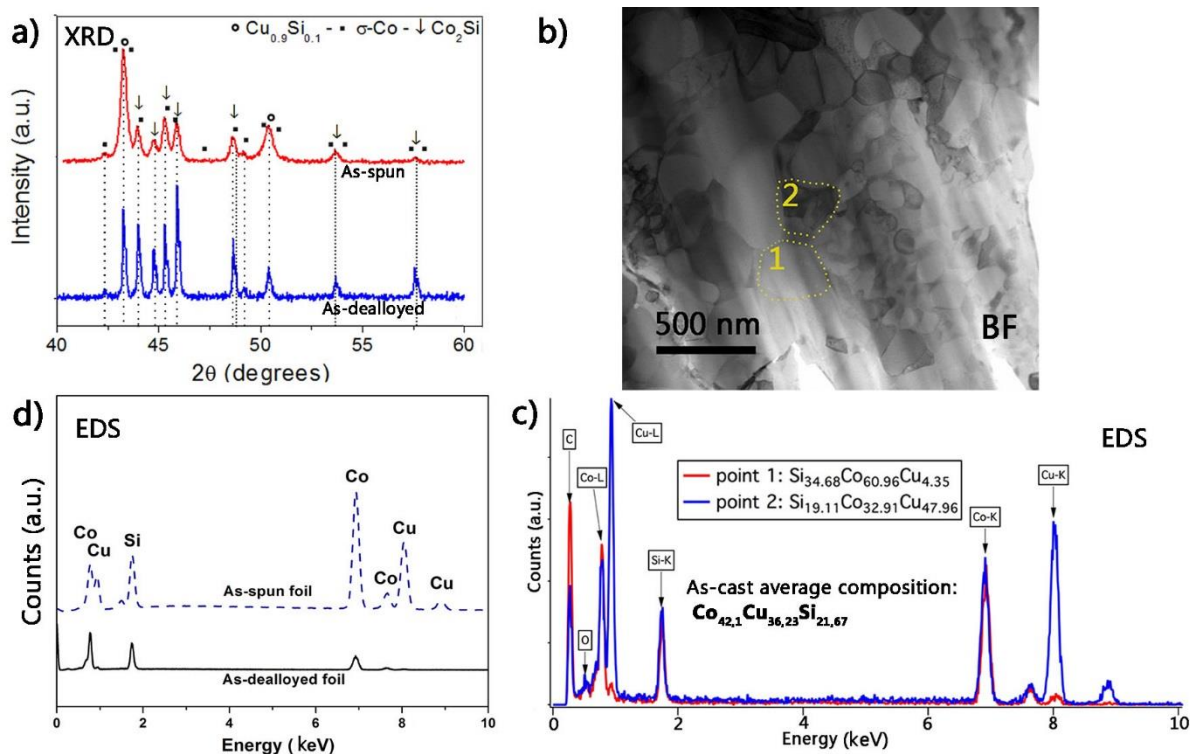 a) XRD
o Cu0.9Si0.1 - ▪ σ-Co - ↓ Co2Si
Intensity (a.u.)
As-spun
As-dealloyed
40 45 50 55 60
2θ (degrees)
b)
2
1
500 nm
BF
d) EDS
Counts (a.u.)
Co
Cu
Si
Co
Co
Cu
Cu
As-spun foil
As-dealloyed foil
0 2 4 6 8 10
Energy (keV)
c) EDS
Counts (a.u.)
C
O
Co-L
Cu-L
Si-K
Co-K
Cu-K
point 1: Si34.68Co60.96Cu4.35
point 2: Si19.11Co32.91Cu47.96
As-cast average composition:
Co42,1Cu36,23Si21,67
0 2 4 6 8 10
Energy (keV)